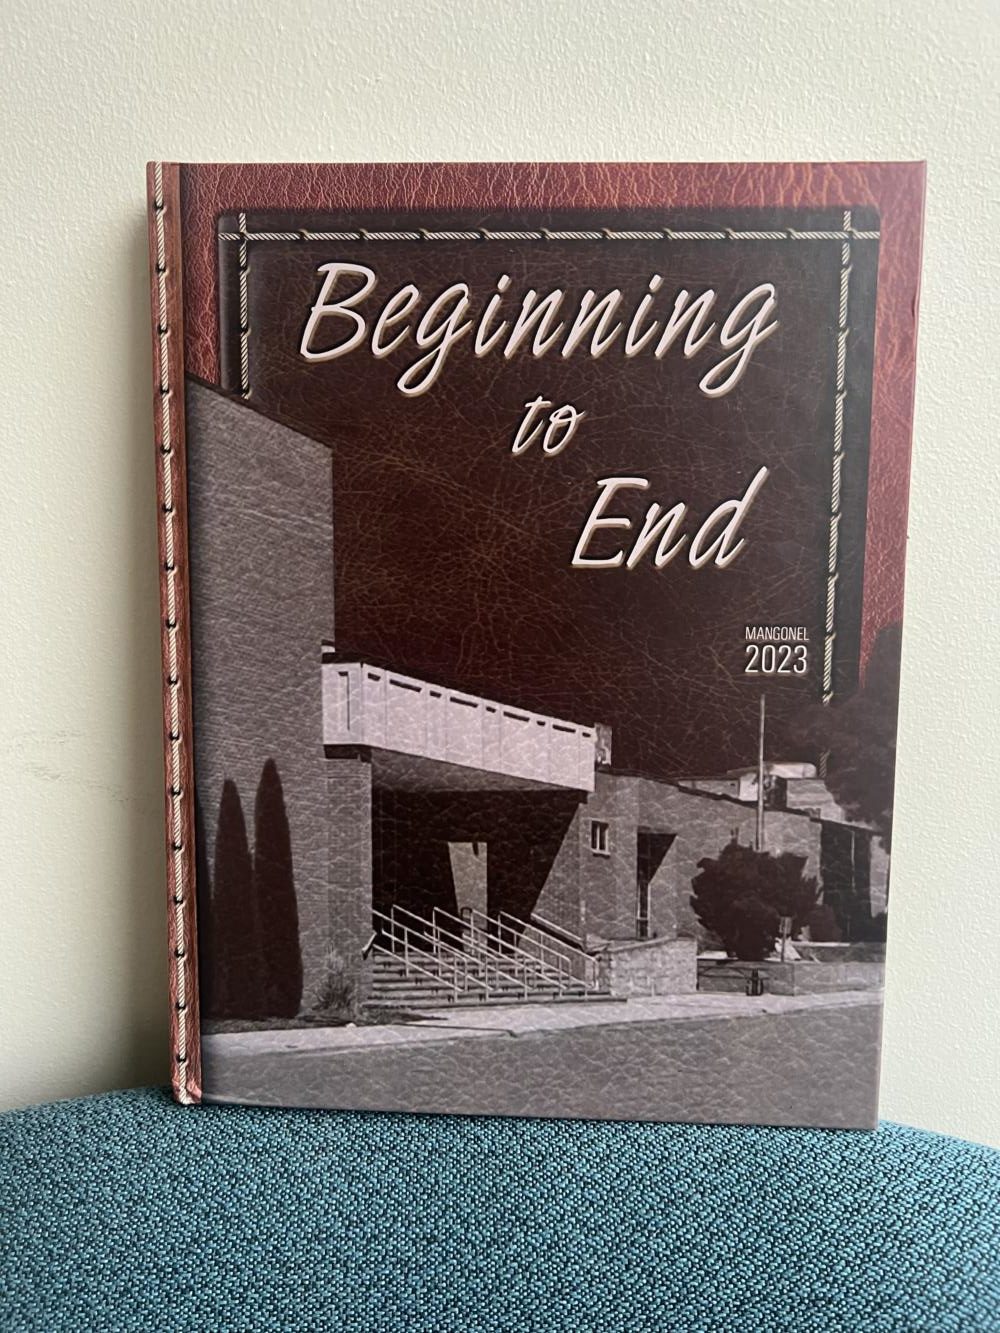 Beginning
to
End
MANGONEL
2023